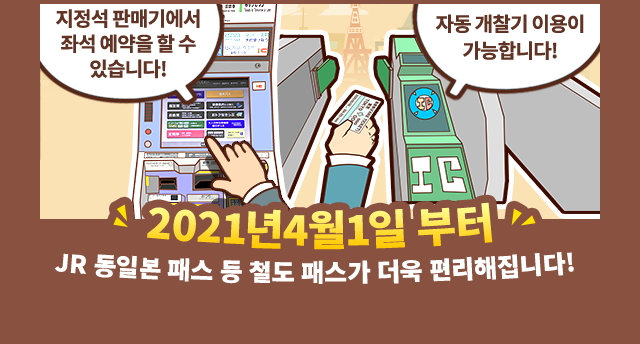 지정석 판매기에서
좌석 예약을 할 수
있습니다!
자동 개찰기 이용이
가능합니다!
IC
IC
2021년4월1일 부터
JR 동일본 패스 등 철도 패스가 더욱 편리해집니다!